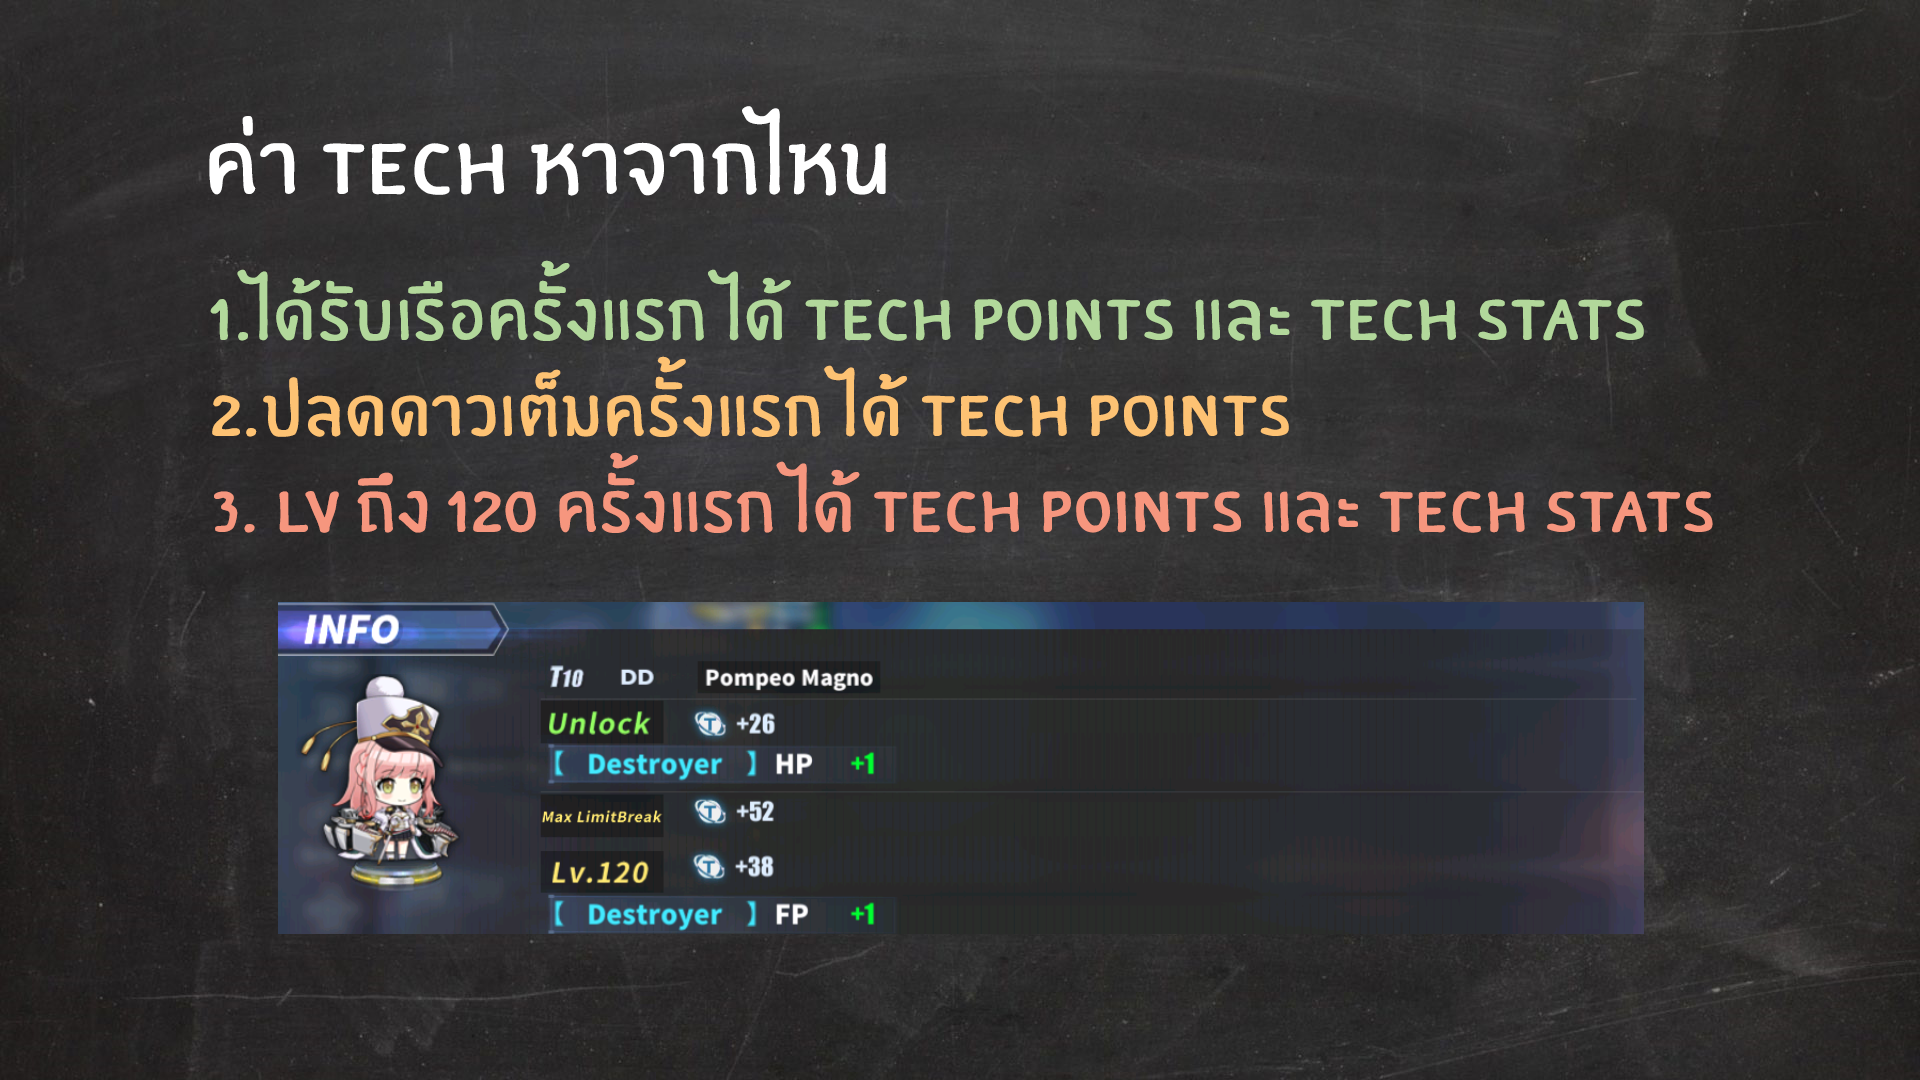 ค่า TECH หาจากไหน
1.ได้รับเรือครั้งแรก ได้ TECH POINTS และ TECH STATS
2.ปลดดาวเต็มครั้งแรก ได้ TECH POINTS
3. LV ถึง 120 ครั้งแรก ได้ TECH POINTS และ TECH STATS
INFO
T10 DD Pompeo Magno
Unlock T +26
【 Destroyer 】 HP +1
Max LimitBreak T +52
Lv.120 T +38
【 Destroyer 】 FP +1